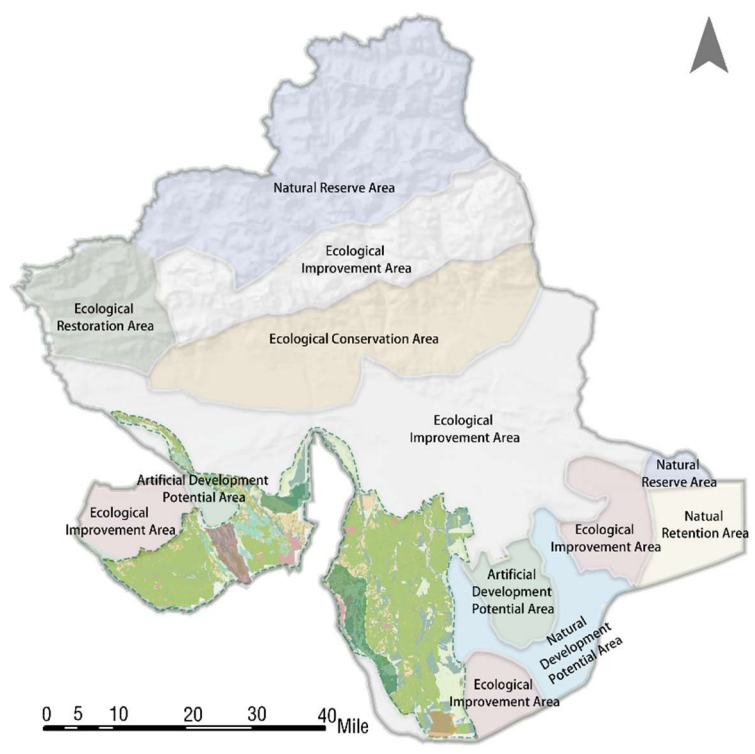 Natural Reserve Area
Ecological
Improvement Area
Ecological
Restoration Area
Ecological Conservation Area
Ecological
Improvement Area
Natural
Reserve Area
Artificial Development
Potential Area
Ecological
Improvement Area
Ecological
Improvement Area
Natual
Retention Area
Artificial
Development
Potential Area
Natural
Development
Potential Area
Ecological
Improvement Area
0 5 10 20 30 40 Mile